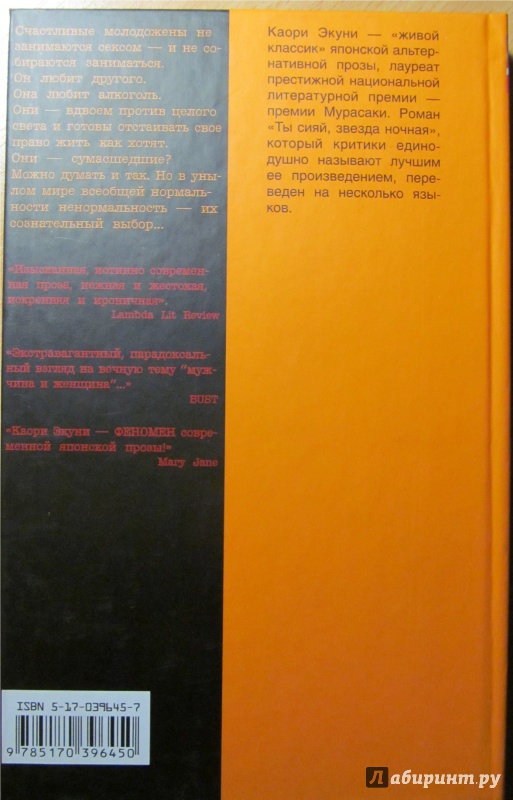 Счастливые молодожены не
занимаются сексом — и не со-
бираются заниматься.
Он любит другого.
Она любит алкоголь.
Они — вдвоем против целого
света и готовы отстаивать свое
право жить как хотят.
Они — сумасшедшие?
Можно думать и так. Но в уны-
лом мире всеобщей нормаль-
ности ненормальность — их
сознательный выбор...
«Изысканная, истинно современ-
ная проза, нежная и жестокая,
искренняя и ироничная».
Lambda Lit Review
«Экстравагантный, парадоксаль-
ный взгляд на вечную тему "муж-
чина и женщина"...»
BUST
«Каори Экуни — ФЕНОМЕН совре-
менной японской прозы!»
Mary Jane
Каори Экуни — «живой
классик» японской альтер-
нативной прозы, лауреат
престижной национальной
литературной премии —
премии Мурасаки. Роман
«Ты сияй, звезда ночная»,
который критики едино-
душно называют лучшим
ее произведением, пере-
веден на несколько язы-
ков.
ISBN 5-17-039645-7
9 785170 396450
Лабиринт.ру